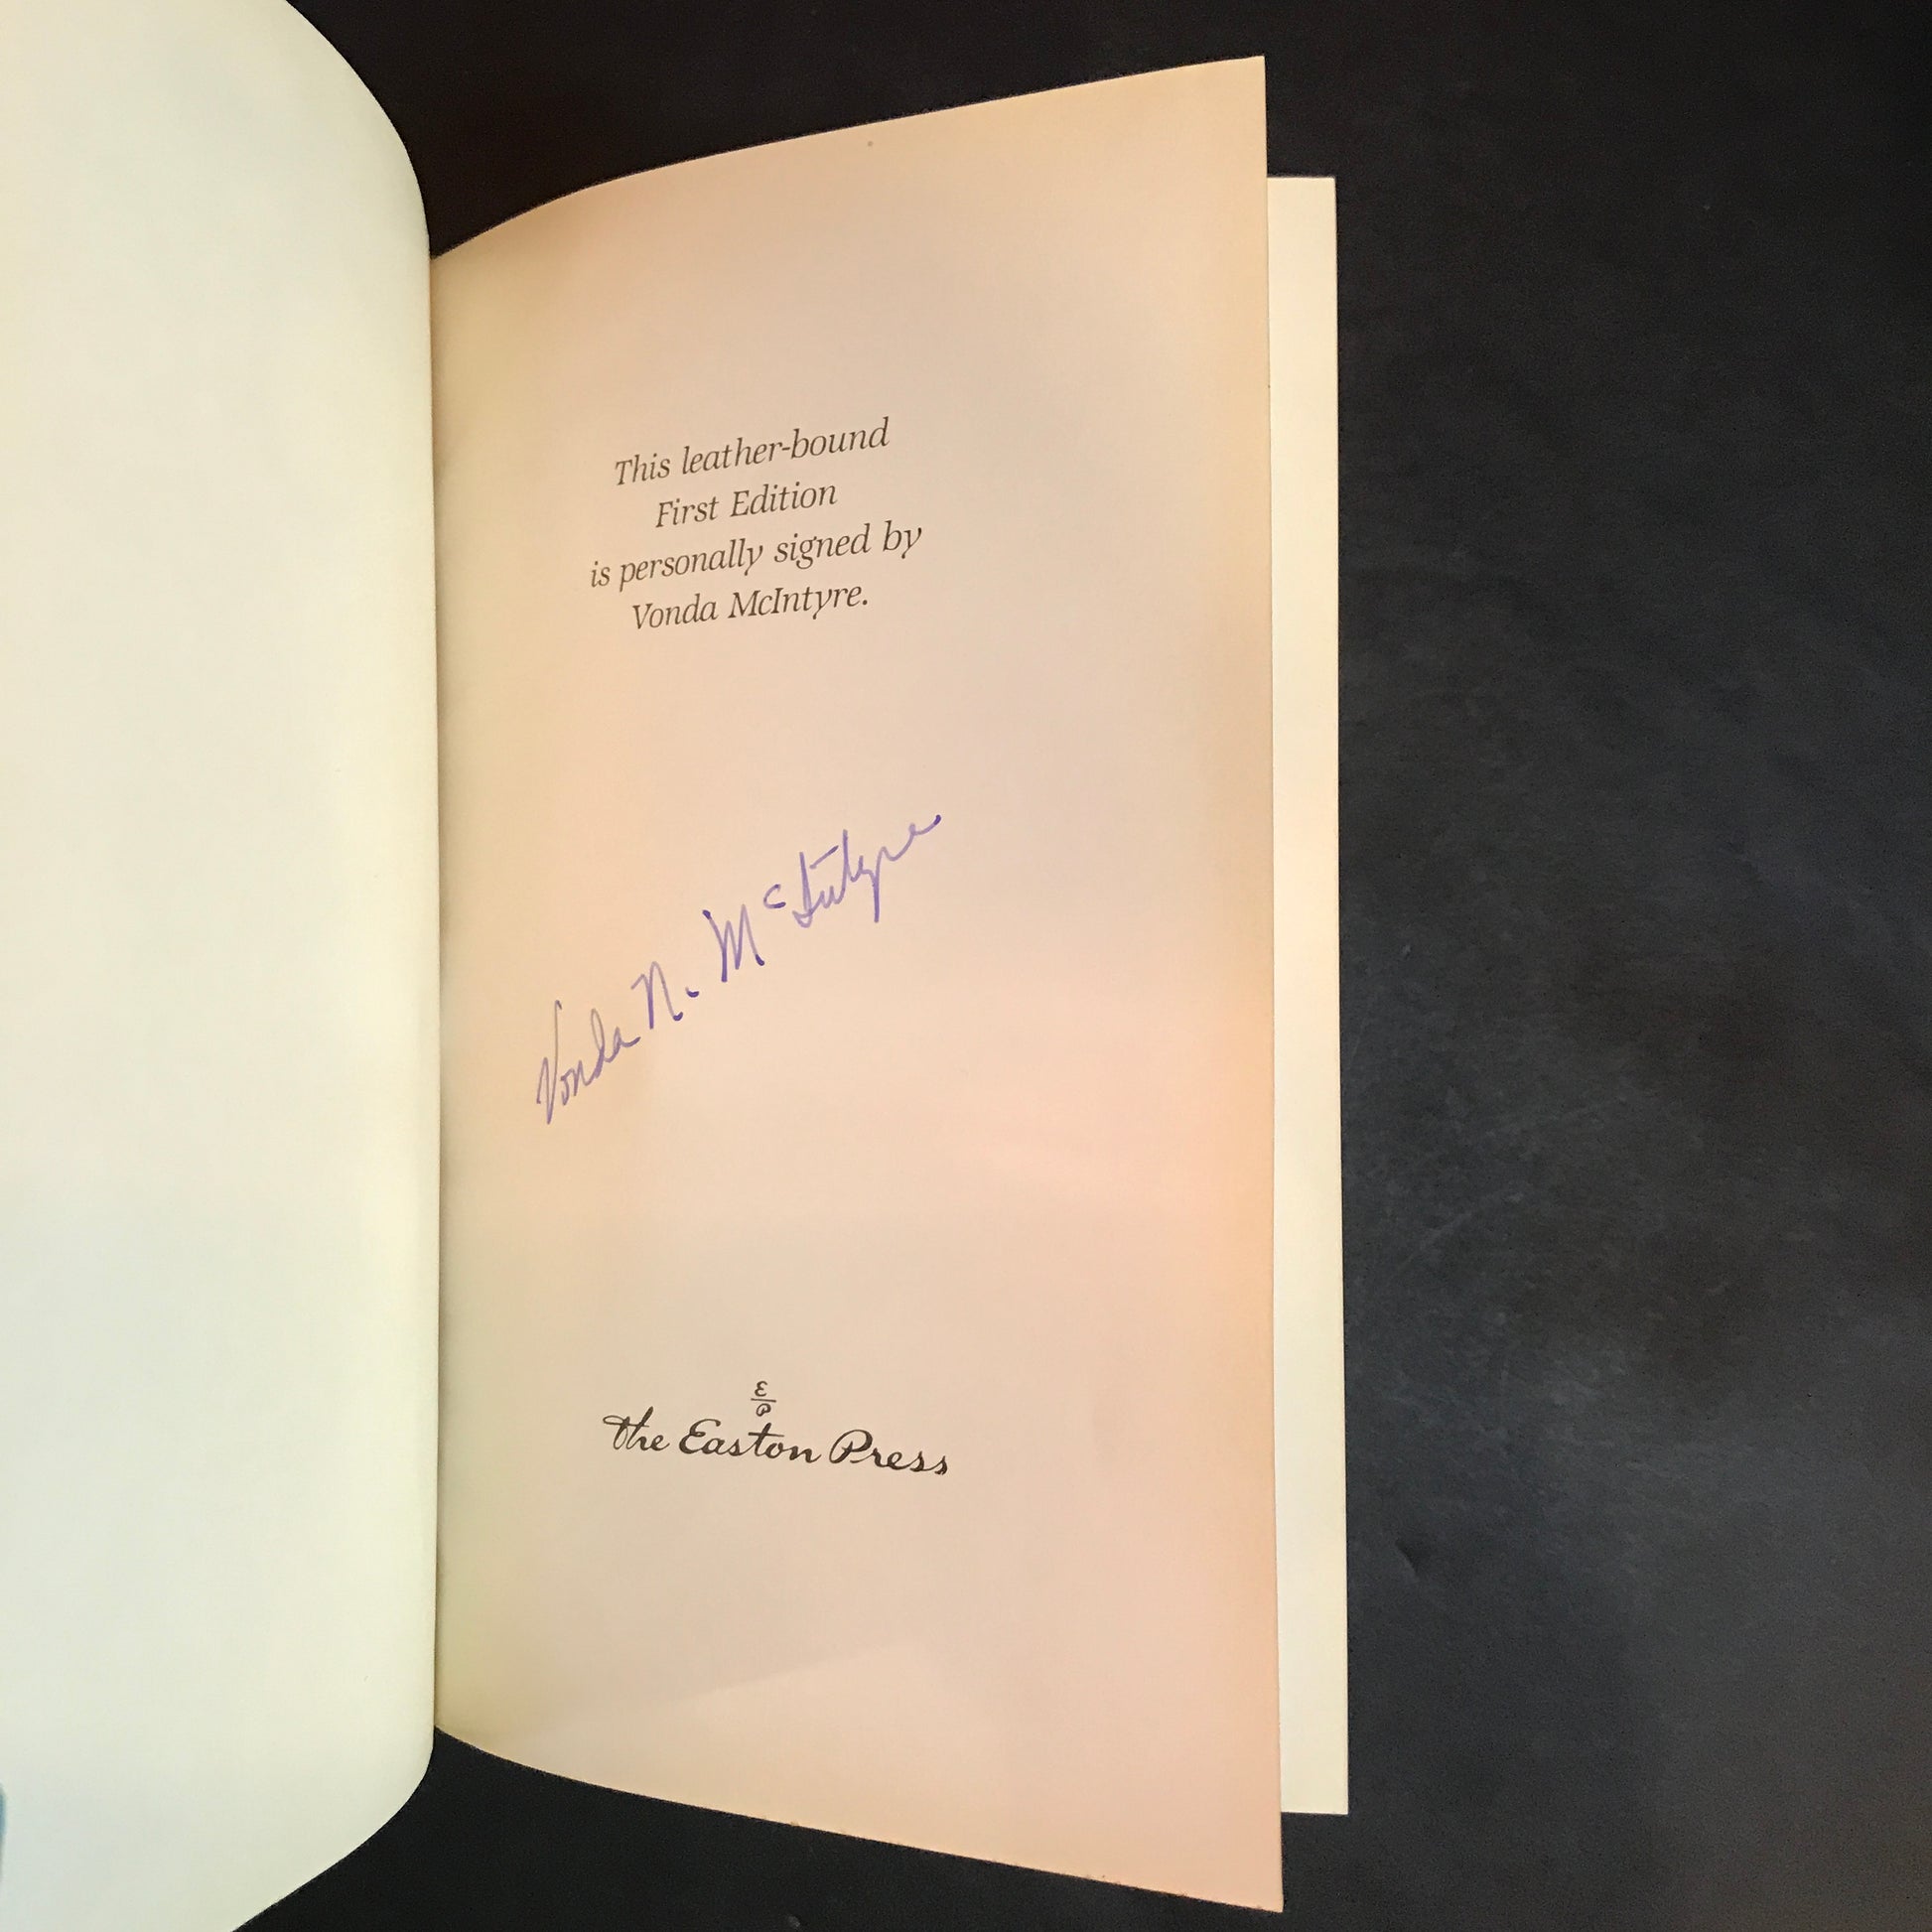 This leather-bound
First Edition
is personally signed by
Vonda McIntyre.
Vonda N. McIntyre
E/P
The Easton Press